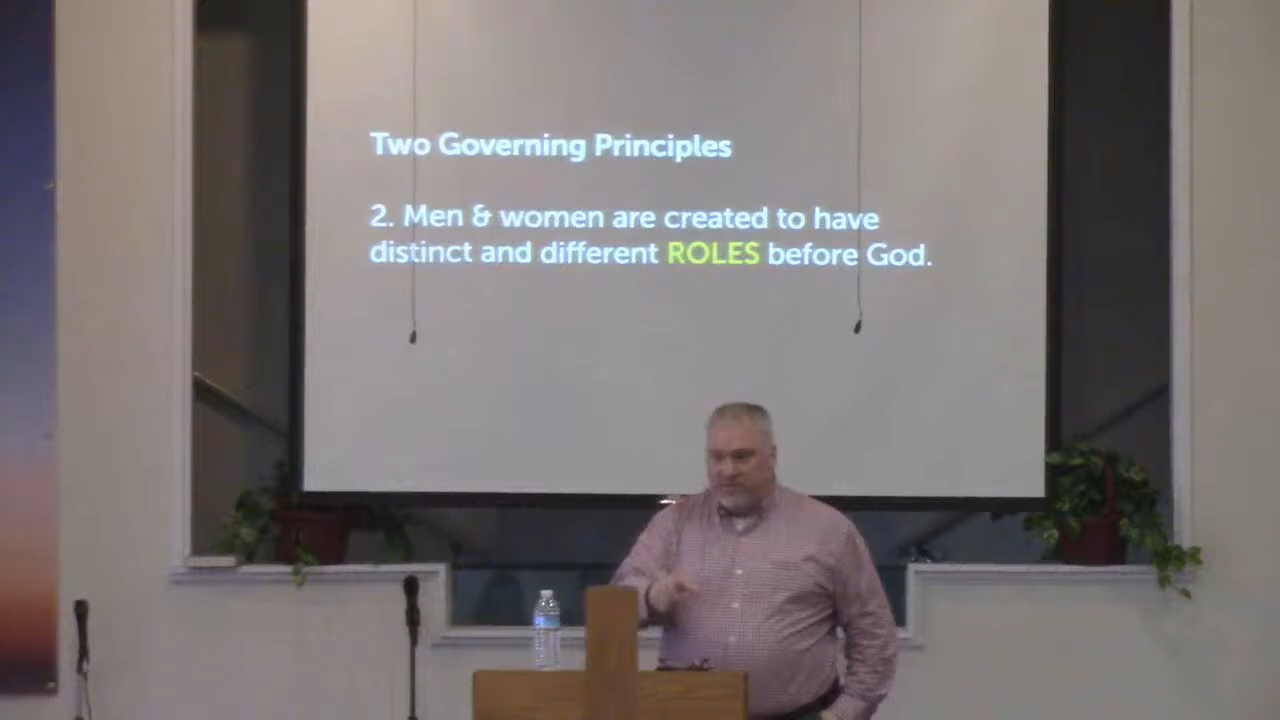 Two Governing Principles
2. Men & women are created to have
distinct and different ROLES before God.